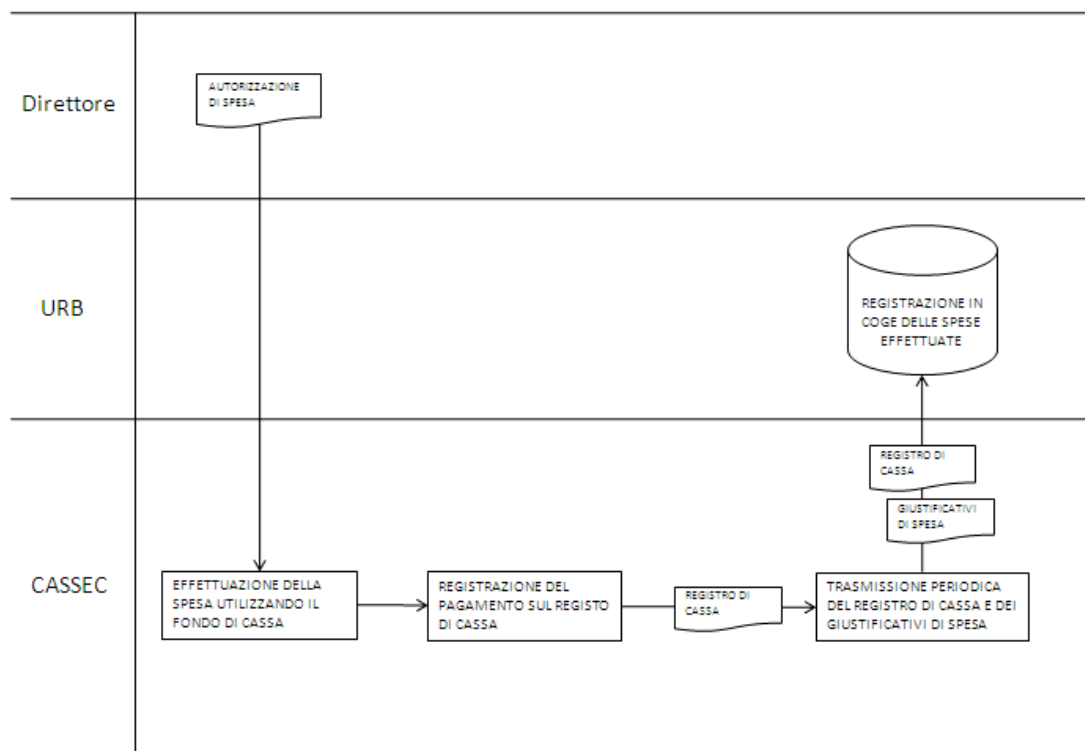 Direttore
AUTORIZZAZIONE
DI SPESA
URB
REGISTRAZIONE IN
COGE DELLE SPESE
EFFETTUATE
CASSEC
EFFETTUAZIONE DELLA
SPESA UTILIZZANDO IL
FONDO DI CASSA
REGISTRAZIONE DEL
PAGAMENTO SUL REGISTO
DI CASSA
REGISTRO DI
CASSA
TRASMISSIONE PERIODICA
DEL REGISTRO DI CASSA E DEI
GIUSTIFICATIVI DI SPESA
REGISTRO DI
CASSA
GIUSTIFICATIVI
DI SPESA